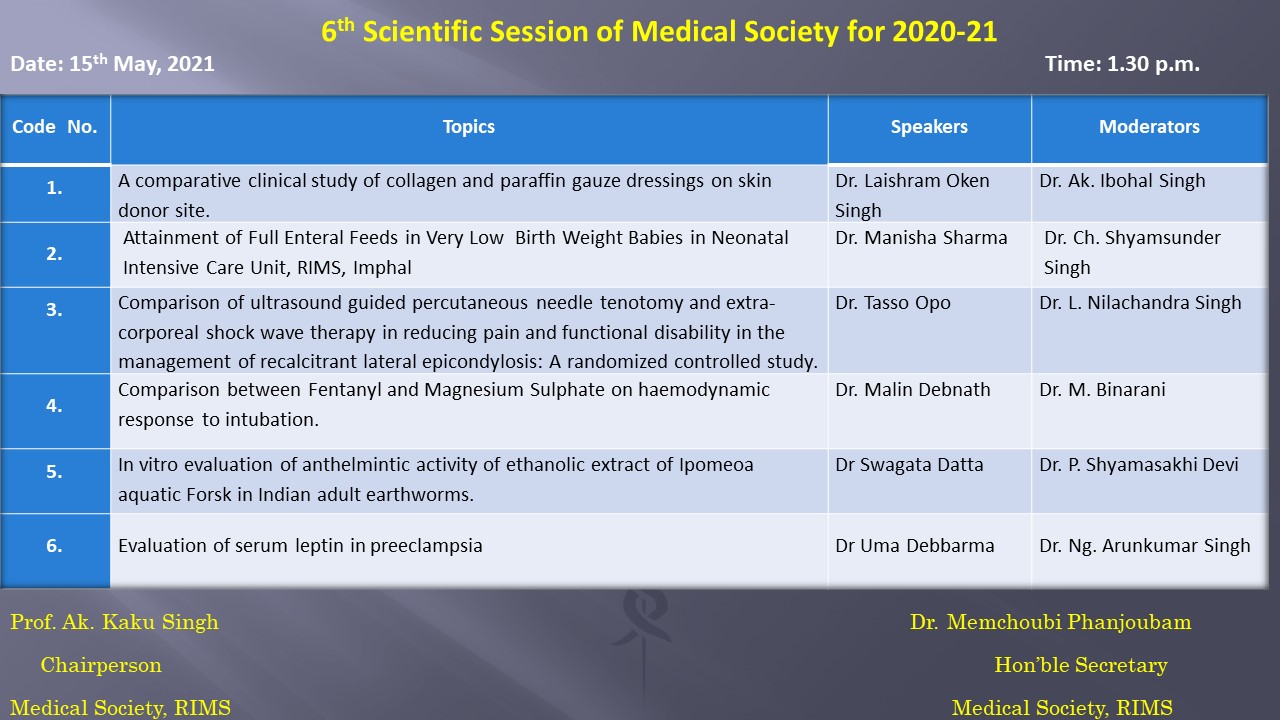 6th Scientific Session of Medical Society for 2020-21
Date: 15th May, 2021 Time: 1.30 p.m.
Code No. Topics Speakers Moderators
1. A comparative clinical study of collagen and paraffin gauze dressings on skin
donor site. Dr. Laishram Oken
Singh Dr. Ak. Ibohal Singh
2. Attainment of Full Enteral Feeds in Very Low Birth Weight Babies in Neonatal
Intensive Care Unit, RIMS, Imphal Dr. Manisha Sharma Dr. Ch. Shyamsunder
Singh
3. Comparison of ultrasound guided percutaneous needle tenotomy and extra-
corporeal shock wave therapy in reducing pain and functional disability in the
management of recalcitrant lateral epicondylosis: A randomized controlled study. Dr. Tasso Opo Dr. L. Nilachandra Singh
4. Comparison between Fentanyl and Magnesium Sulphate on haemodynamic
response to intubation. Dr. Malin Debnath Dr. M. Binarani
5. In vitro evaluation of anthelmintic activity of ethanolic extract of Ipomeoa
aquatic Forsk in Indian adult earthworms. Dr Swagata Datta Dr. P. Shyamasakhi Devi
6. Evaluation of serum leptin in preeclampsia Dr Uma Debbarma Dr. Ng. Arunkumar Singh
Prof. Ak. Kaku Singh Dr. Memchoubi Phanjoubam
Chairperson Hon’ble Secretary
Medical Society, RIMS Medical Society, RIMS